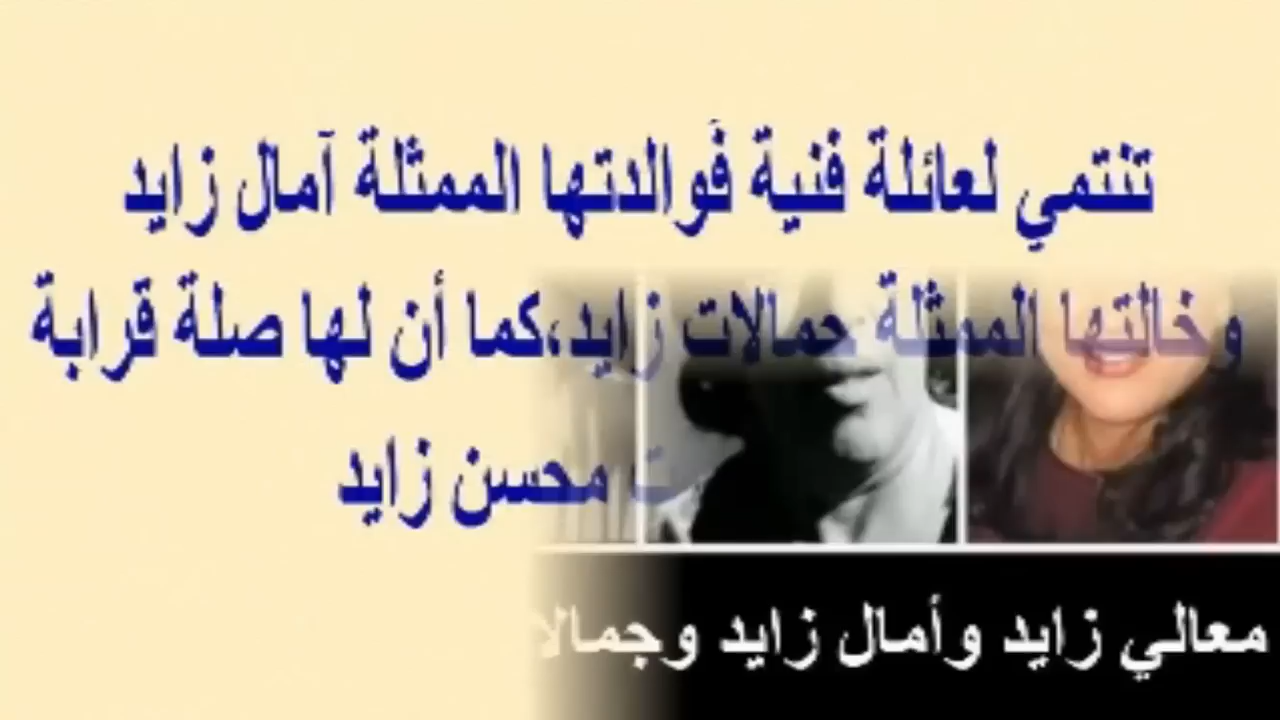 تنتمي لعائلة فنية فَوالدتها الممثلة آمال زايد
وخالتها الممثلة جمالات زايد،كما أن لها صلة قرابة
محسن زايد
معالي زايد وأمال زايد وجمالا